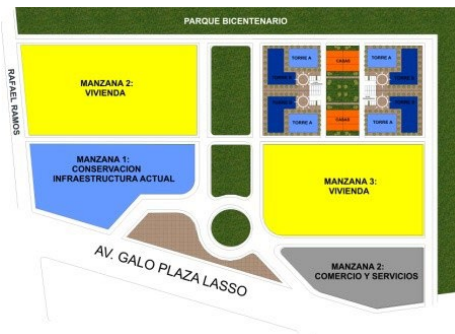 PARQUE BICENTENARIO
RAFAEL RAMOS
MANZANA 2:
VIVIENDA
TORRE A
TORRE A
CASAS
CASAS
TORRE A
TORRE A
MANZANA 1:
CONSERVACION
INFRAESTRUCTURA ACTUAL
MANZANA 3:
VIVIENDA
AV. GALO PLAZA LASSO
MANZANA 2:
COMERCIO Y SERVICIOS